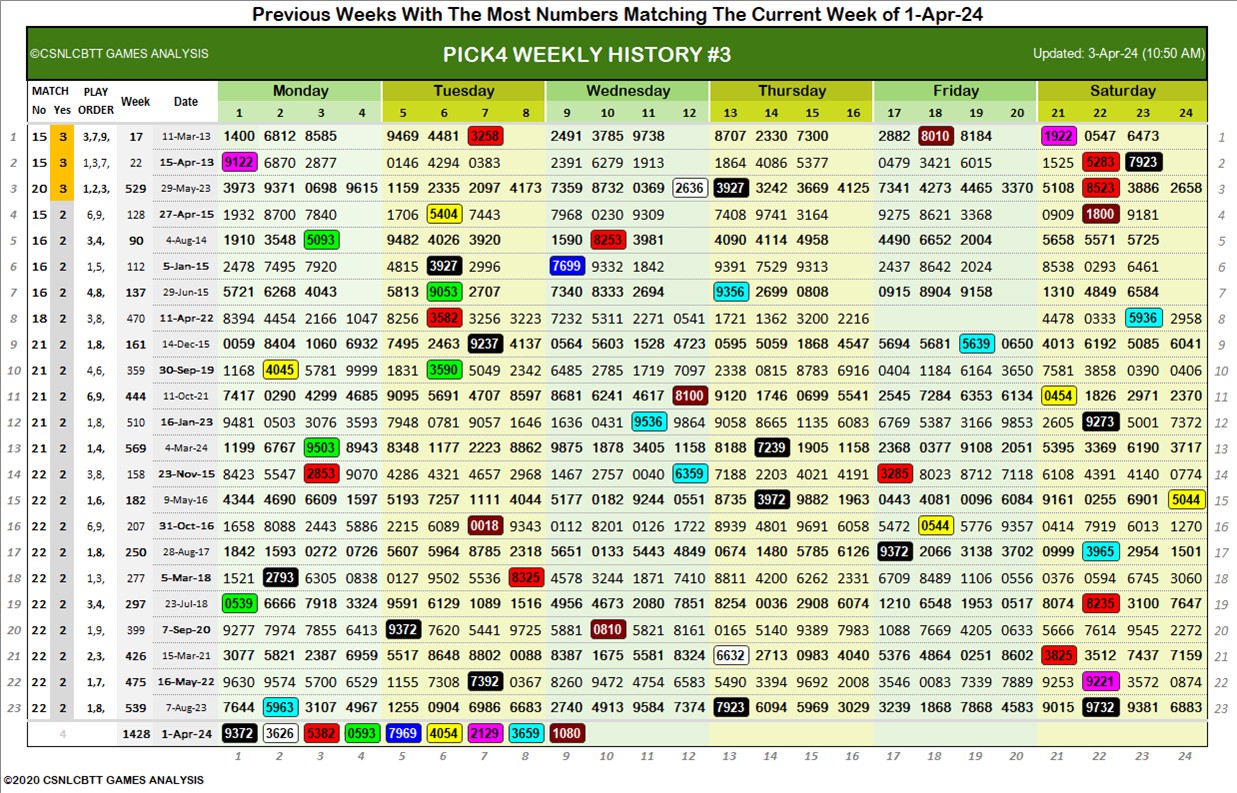 Previous Weeks With The Most Numbers Matching The Current Week of 1-Apr-24
©CSNLCBTT GAMES ANALYSIS PICK4 WEEKLY HISTORY #3 Updated: 3-Apr-24 (10:50 AM)
MATCH PLAY Week Date Monday Tuesday Wednesday Thursday Friday Saturday
No Yes ORDER 1 2 3 4 5 6 7 8 9 10 11 12 13 14 15 16 17 18 19 20 21 22 23 24
1 15 3 3,7,9, 17 11-Mar-13 1400 6812 8585 9469 4481 3258 2491 3785 9738 8707 2330 7300 2882 8010 8184 1922 0547 6473 1
2 15 3 1,3,7, 22 15-Apr-13 9122 6870 2877 0146 4294 0383 2391 6279 1913 1864 4086 5377 0479 3421 6015 1525 5283 7923 2
3 20 3 1,2,3, 529 29-May-23 3973 9371 0698 9615 1159 2335 2097 4173 7359 8732 0369 2636 3927 3242 3669 4125 7341 4273 4465 3370 5108 8523 3886 2658 3
4 15 2 6,9, 128 27-Apr-15 1932 8700 7840 1706 5404 7443 7968 0230 9309 7408 9741 3164 9275 8621 3368 0909 1800 9181 4
5 16 2 3,4, 90 4-Aug-14 1910 3548 5093 9482 4026 3920 1590 8253 3981 4090 4114 4958 4490 6652 2004 5658 5571 5725 5
6 16 2 1,5, 112 5-Jan-15 2478 7495 7920 4815 3927 2996 7699 9332 1842 9391 7529 9313 2437 8642 2024 8538 0293 6461 6
7 16 2 4,8, 137 29-Jun-15 5721 6268 4043 5813 9053 2707 7340 8333 2694 9356 2699 0808 0915 8904 9158 1310 4849 6584 7
8 18 2 3,8, 470 11-Apr-22 8394 4454 2166 1047 8256 3582 3256 3223 7232 5311 2271 0541 1721 1362 3200 2216 4478 0333 5936 2958 8
9 21 2 1,8, 161 14-Dec-15 0059 8404 1060 6932 7495 2463 9237 4137 0564 5603 1528 4723 0595 5059 1868 4547 5694 5681 5639 0650 4013 6192 5085 6041 9
10 21 2 4,6, 359 30-Sep-19 1168 4045 5781 9999 1831 3590 5049 2342 6485 2785 1719 7097 2338 0815 8783 6916 0404 1184 6164 3650 7581 3858 0390 0406 10
11 21 2 6,9, 444 11-Oct-21 7417 0290 4299 4685 9095 5691 4707 8597 8681 6241 4617 8100 9120 1746 0699 5541 2545 7284 6353 6134 0454 1826 2971 2370 11
12 21 2 1,8, 510 16-Jan-23 9481 0503 3076 3593 7948 0781 9057 1646 1636 0431 9536 9864 9058 8665 1135 6083 6769 5387 3166 9853 2605 9273 5001 7372 12
13 21 2 1,4, 569 4-Mar-24 1199 6767 9503 8943 8348 1177 2223 8862 9875 1878 3405 1158 8184 7239 1905 1158 2368 0377 9108 2051 5395 3369 6190 3717 13
14 22 2 3,8, 158 23-Nov-15 8423 5547 2853 9070 4286 4321 4657 2968 1467 2757 0040 6359 7188 2203 4021 4191 3285 8023 8712 7118 6108 4391 4140 0774 14
15 22 2 1,6, 182 9-May-16 4344 4690 6609 1597 5193 7257 1111 4044 5177 0182 9244 0551 8735 3972 9882 1963 0443 4081 0096 6084 9161 0255 6901 5044 15
16 22 2 6,9, 207 31-Oct-16 1658 8088 2443 5886 2215 6089 0018 9343 0112 8201 0126 1722 8939 4801 9691 6058 5472 0544 5776 9357 0414 7919 6013 1270 16
17 22 2 1,8, 250 28-Aug-17 1842 1593 0272 0726 5607 5964 8785 2318 5651 0133 5443 4849 0674 1480 5785 6126 9372 2066 3138 3702 0999 3965 2954 1501 17
18 22 2 1,3, 277 5-Mar-18 1521 2793 6305 0838 0127 9502 5536 8325 4578 3244 1871 7410 8811 4200 6262 2331 6709 8489 1106 0556 0376 0594 6745 3060 18
19 22 2 3,4, 297 23-Jul-18 0539 6666 7918 3324 9591 6129 1089 1516 4956 4673 2080 7851 8254 0036 2908 6074 1210 6548 1953 0517 8074 8235 3100 7647 19
20 22 2 1,9, 399 7-Sep-20 9277 7974 7855 6413 9372 7620 5441 9725 5881 0810 5821 8161 0165 5140 9389 7983 1088 7669 4205 0633 5666 7614 9545 2272 20
21 22 2 2,3, 426 15-Mar-21 3077 5821 2387 6959 5517 8648 8802 0088 8387 1675 5581 8324 6632 2713 0983 4040 5376 4864 0251 8602 3825 3512 7437 7159 21
22 22 2 1,7, 475 16-May-22 9630 9574 5700 6529 1155 7308 7392 0367 8260 9472 4754 6583 5490 3394 9692 2008 3546 0083 7339 7889 9253 9221 3572 0874 22
23 22 2 1,8, 539 7-Aug-23 7644 5963 3107 4967 1255 0904 6986 6683 2740 4913 9584 7374 7923 6094 5969 3029 3239 1868 7868 4583 9015 9732 9381 6883 23
4 1428 1-Apr-24 9372 3626 5382 0593 7969 4054 2129 3659 1080
1 2 3 4 5 6 7 8 9 10 11 12 13 14 15 16 17 18 19 20 21 22 23 24
©2020 CSNLCBTT GAMES ANALYSIS